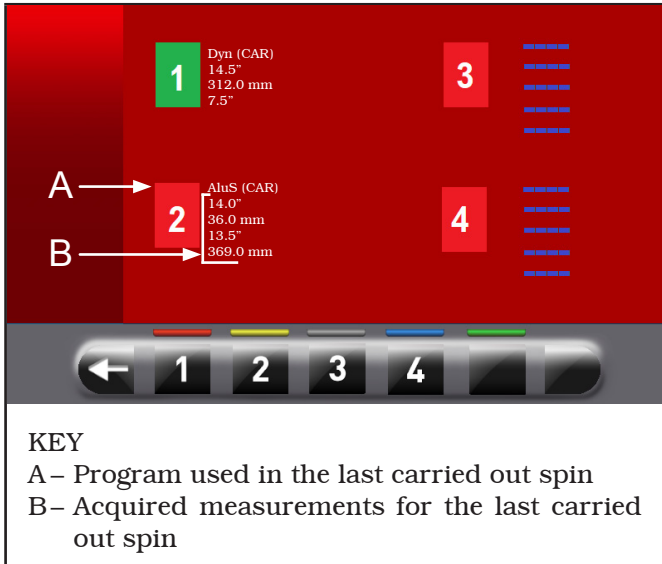 1
Dyn (CAR)
14.5”
312.0 mm
7.5”
3
A
2
AluS (CAR)
14.0”
36.0 mm
13.5”
369.0 mm
B
4
1 2 3 4
KEY
A – Program used in the last carried out spin
B – Acquired measurements for the last carried
out spin